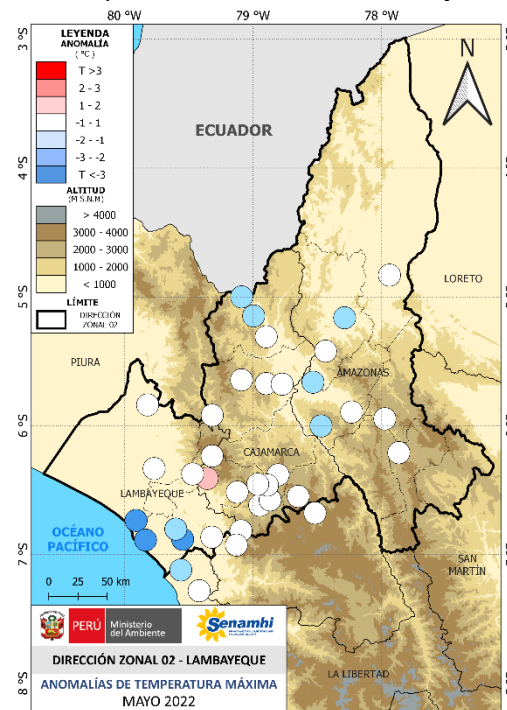 80 °W
79 °W
78 °W
3 °S
4 °S
5 °S
6 °S
7 °S
8 °S
LEYENDA
ANOMALÍA
( °C )
T >3
2 - 3
1 - 2
-1 - 1
-2 - -1
-3 - -2
T <-3
ALTITUD
(M S.N.M)
> 4000
3000 - 4000
2000 - 3000
1000 - 2000
< 1000
LÍMITE
DIRECCIÓN
ZONAL 02
N
ECUADOR
LORETO
PIURA
AMAZONAS
CAJAMARCA
LAMBAYEQUE
OCÉANO
PACÍFICO
SAN
MARTÍN
LA LIBERTAD
0 25 50 km
PERÚ
Ministerio
del Ambiente
Senamhi
DIRECCIÓN ZONAL 02 - LAMBAYEQUE
ANOMALÍAS DE TEMPERATURA MÁXIMA
MAYO 2022